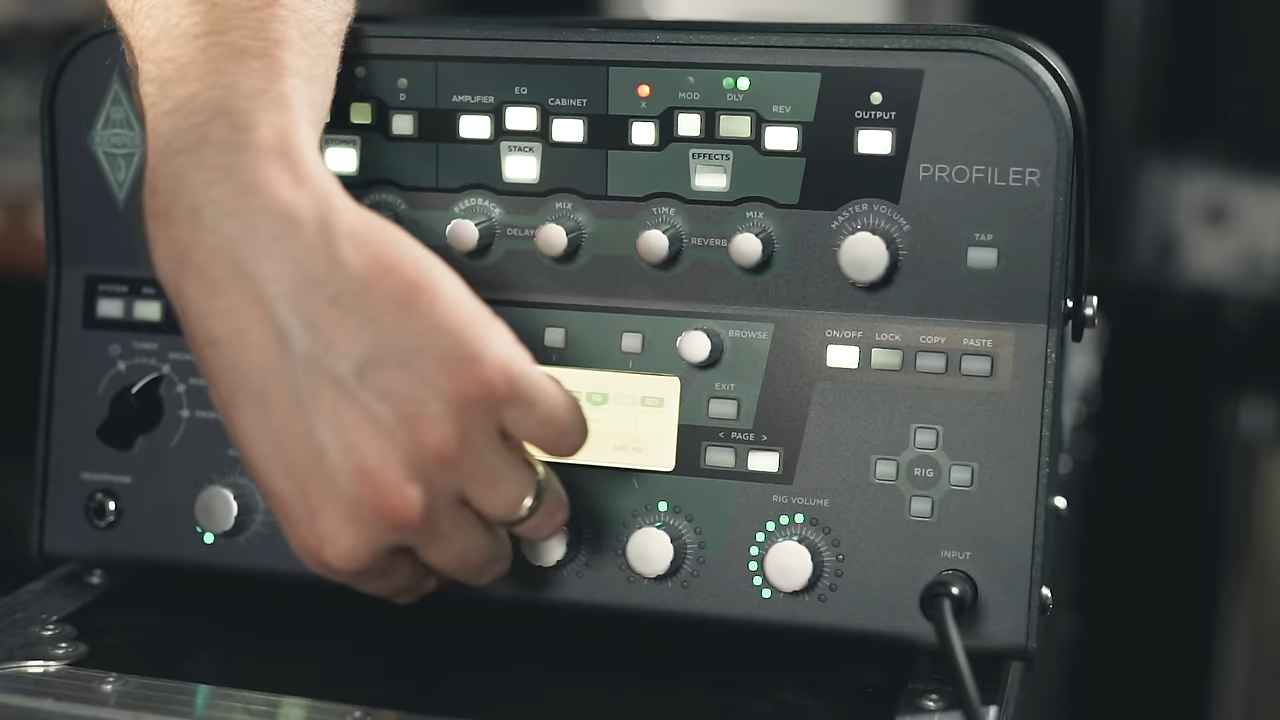 D
AMPLIFIER
EQ
CABINET
X
MOD
DLY
REV
OUTPUT
STACK
EFFECTS
PROFILER
FEEDBACK
MIX
TIME
MIX
MASTER VOLUME
DELAY
REVERB
TAP
BROWSE
ON/OFF
LOCK
COPY
PASTE
EXIT
< PAGE >
RIG
RIG VOLUME
INPUT